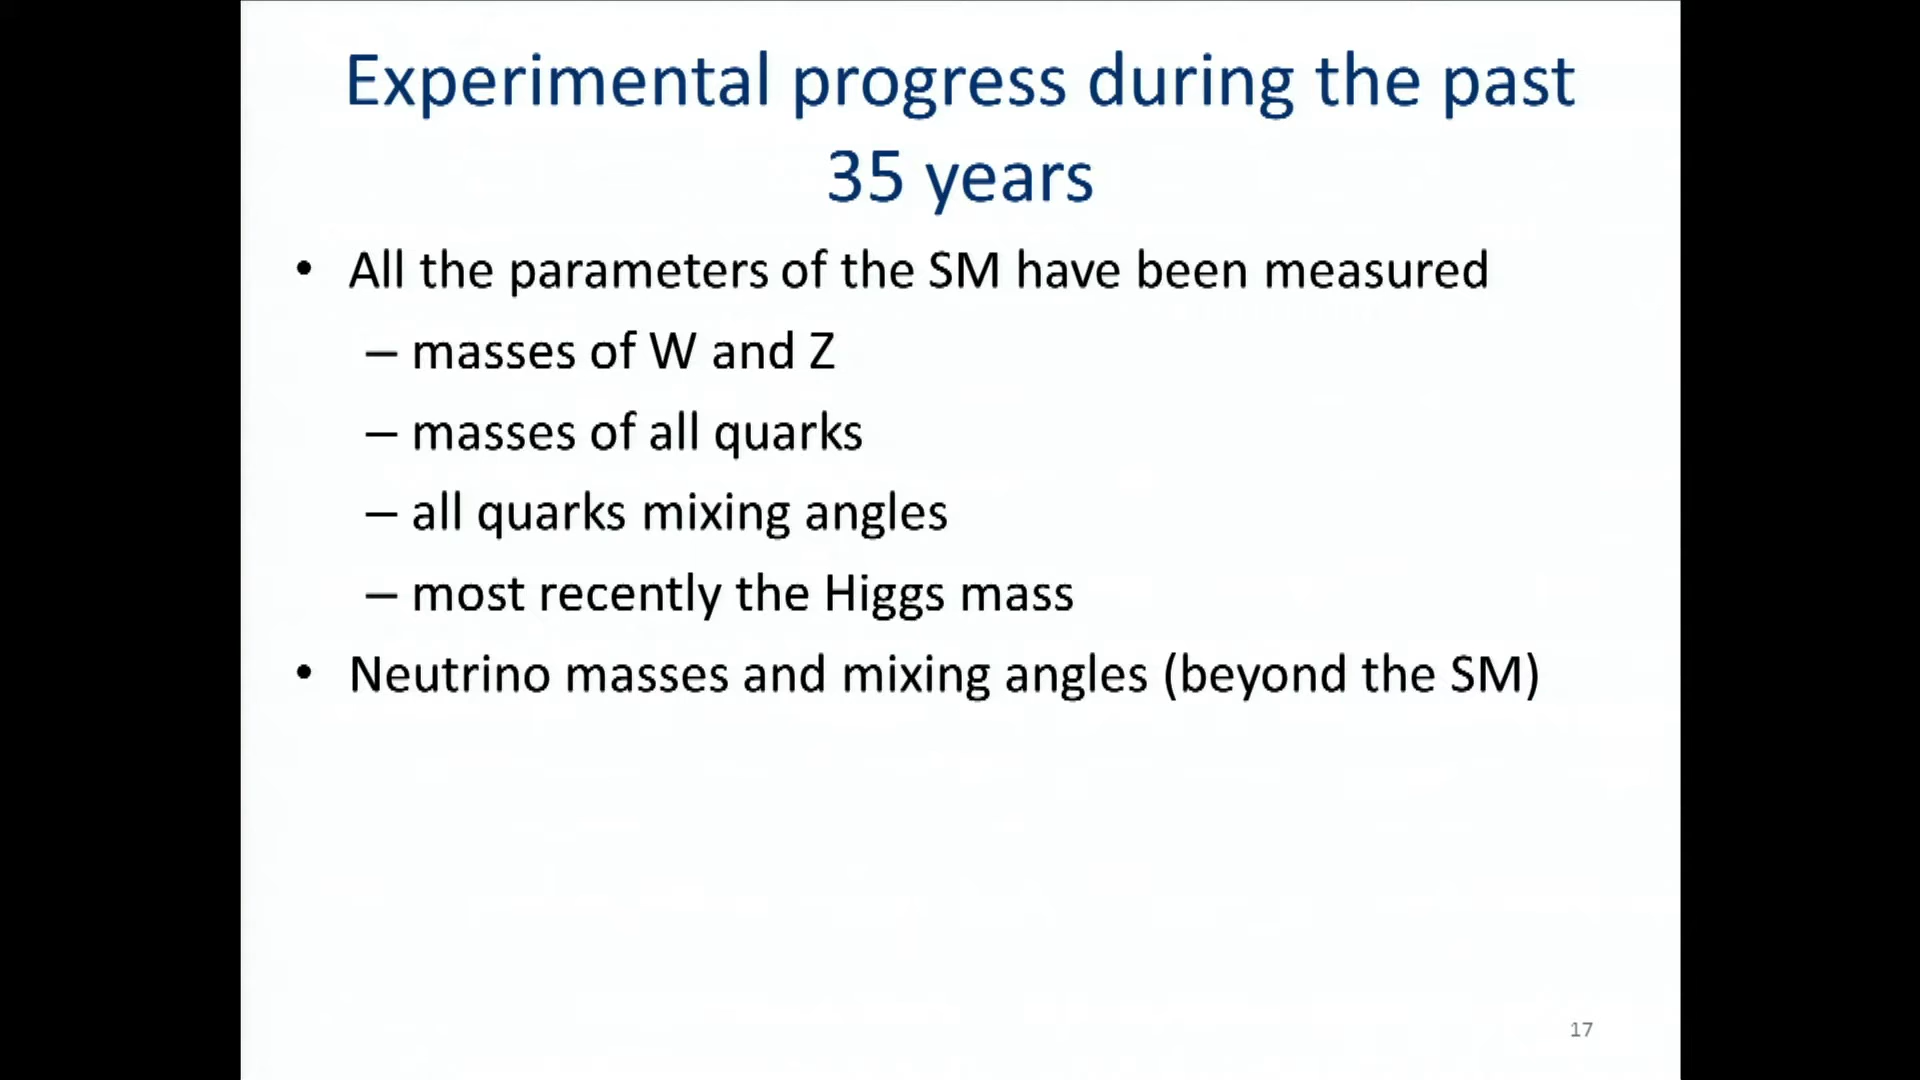 Experimental progress during the past
35 years
• All the parameters of the SM have been measured
– masses of W and Z
– masses of all quarks
– all quarks mixing angles
– most recently the Higgs mass
• Neutrino masses and mixing angles (beyond the SM)
17